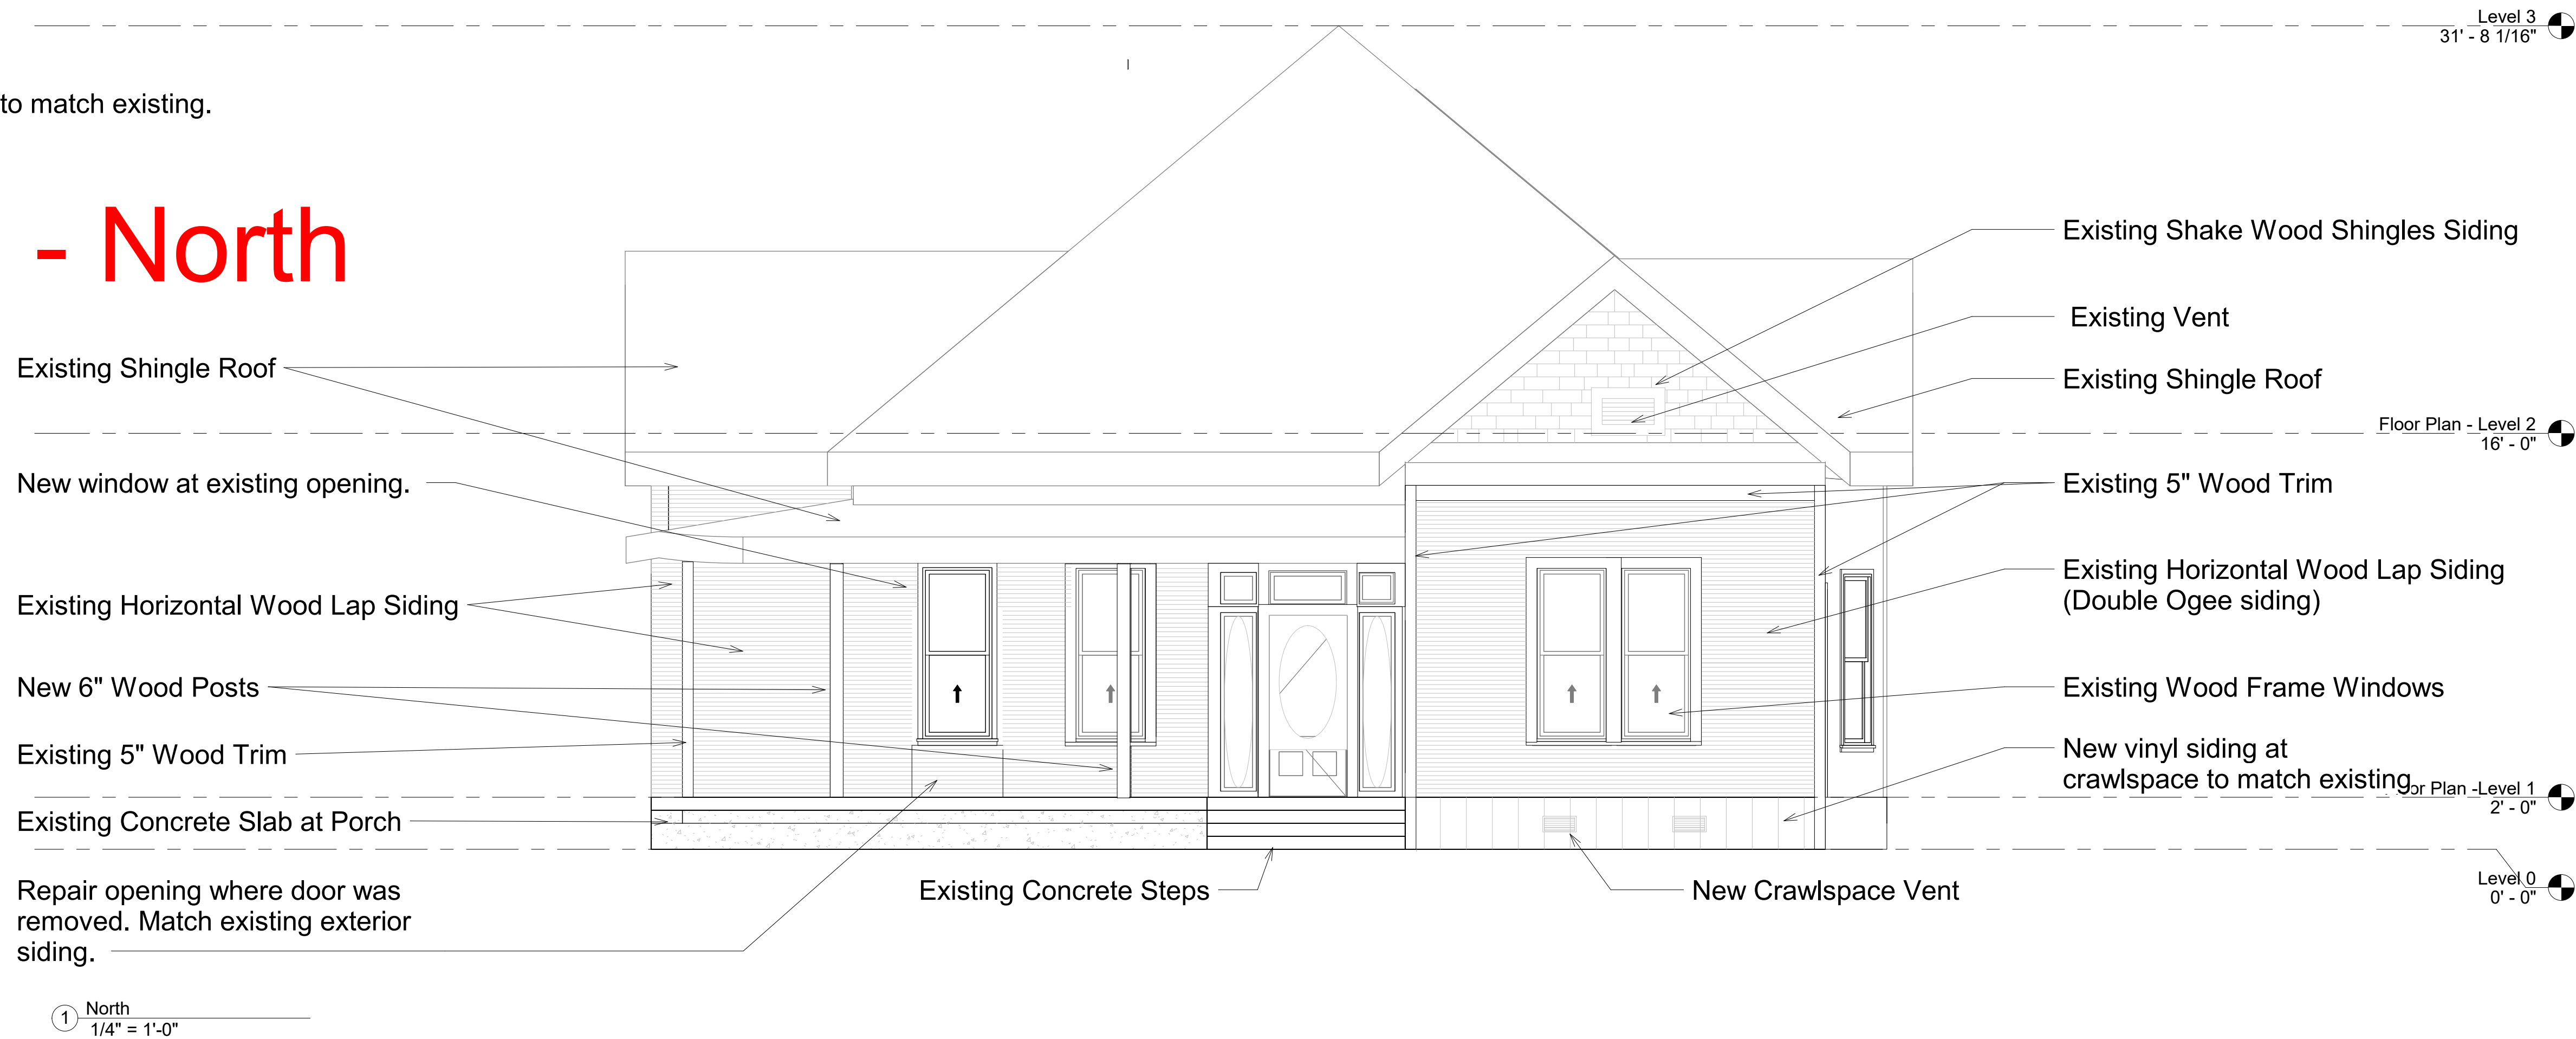 Level 3
31' - 8 1/16"
to match existing.
- North
Existing Shake Wood Shingles Siding
Existing Vent
Existing Shingle Roof
Existing Shingle Roof
Floor Plan - Level 2
16' - 0"
New window at existing opening.
Existing 5" Wood Trim
Existing Horizontal Wood Lap Siding
(Double Ogee siding)
Existing Horizontal Wood Lap Siding
New 6" Wood Posts
Existing Wood Frame Windows
Existing 5" Wood Trim
New vinyl siding at
crawlspace to match existing
Plan -Level 1
2' - 0"
Existing Concrete Slab at Porch
Repair opening where door was
removed. Match existing exterior
siding.
Existing Concrete Steps
New Crawlspace Vent
Level 0
0' - 0"
1
North
1/4" = 1'-0"